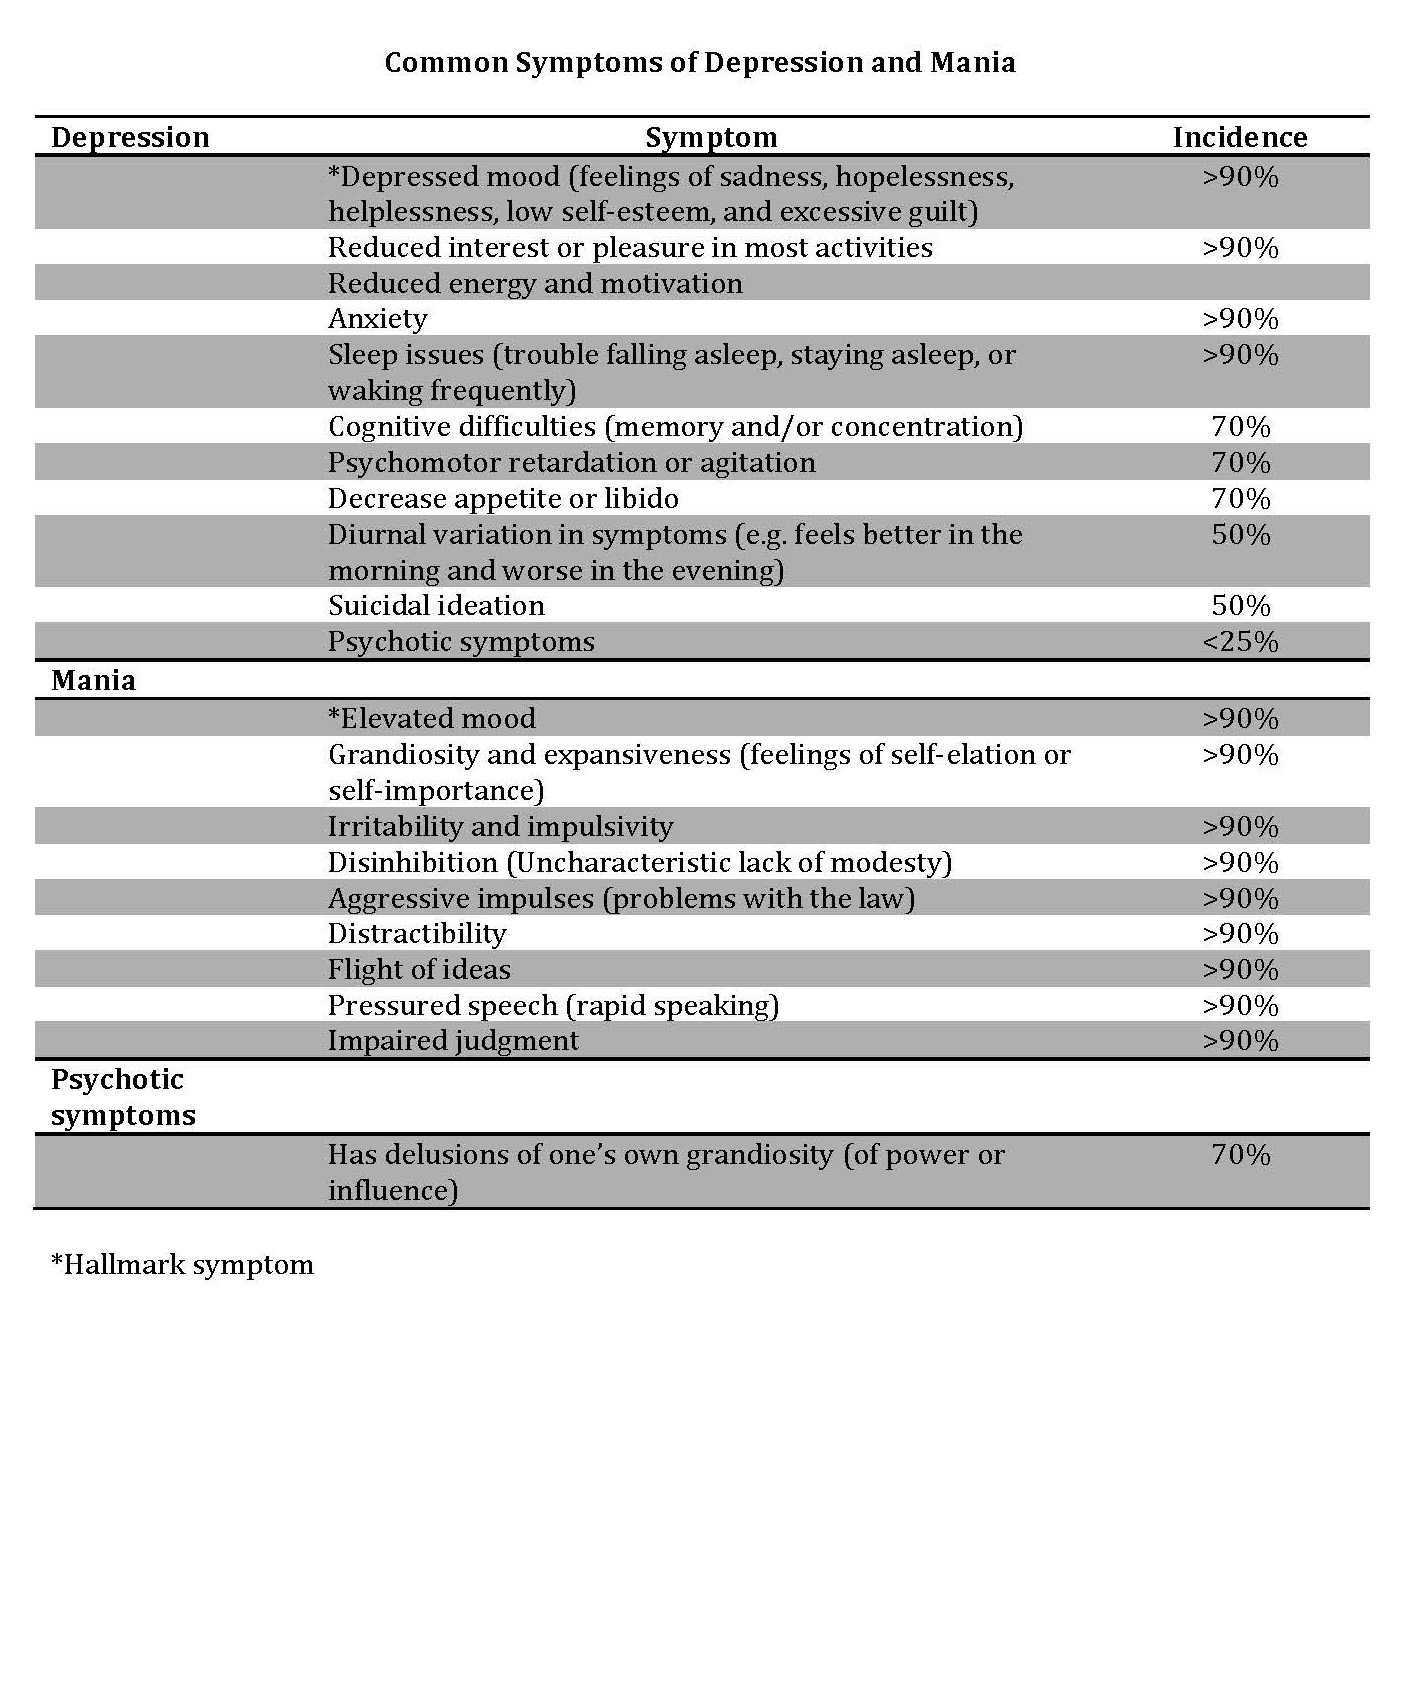 Common Symptoms of Depression and Mania
Depression Symptom Incidence
*Depressed mood (feelings of sadness, hopelessness, >90%
helplessness, low self-esteem, and excessive guilt)
Reduced interest or pleasure in most activities >90%
Reduced energy and motivation
Anxiety >90%
Sleep issues (trouble falling asleep, staying asleep, or >90%
waking frequently)
Cognitive difficulties (memory and/or concentration) 70%
Psychomotor retardation or agitation 70%
Decrease appetite or libido 70%
Diurnal variation in symptoms (e.g. feels better in the 50%
morning and worse in the evening)
Suicidal ideation 50%
Psychotic symptoms <25%
Mania
*Elevated mood >90%
Grandiosity and expansiveness (feelings of self-elation or >90%
self-importance)
Irritability and impulsivity >90%
Disinhibition (Uncharacteristic lack of modesty) >90%
Aggressive impulses (problems with the law) >90%
Distractibility >90%
Flight of ideas >90%
Pressured speech (rapid speaking) >90%
Impaired judgment >90%
Psychotic
symptoms
Has delusions of one’s own grandiosity (of power or 70%
influence)
*Hallmark symptom